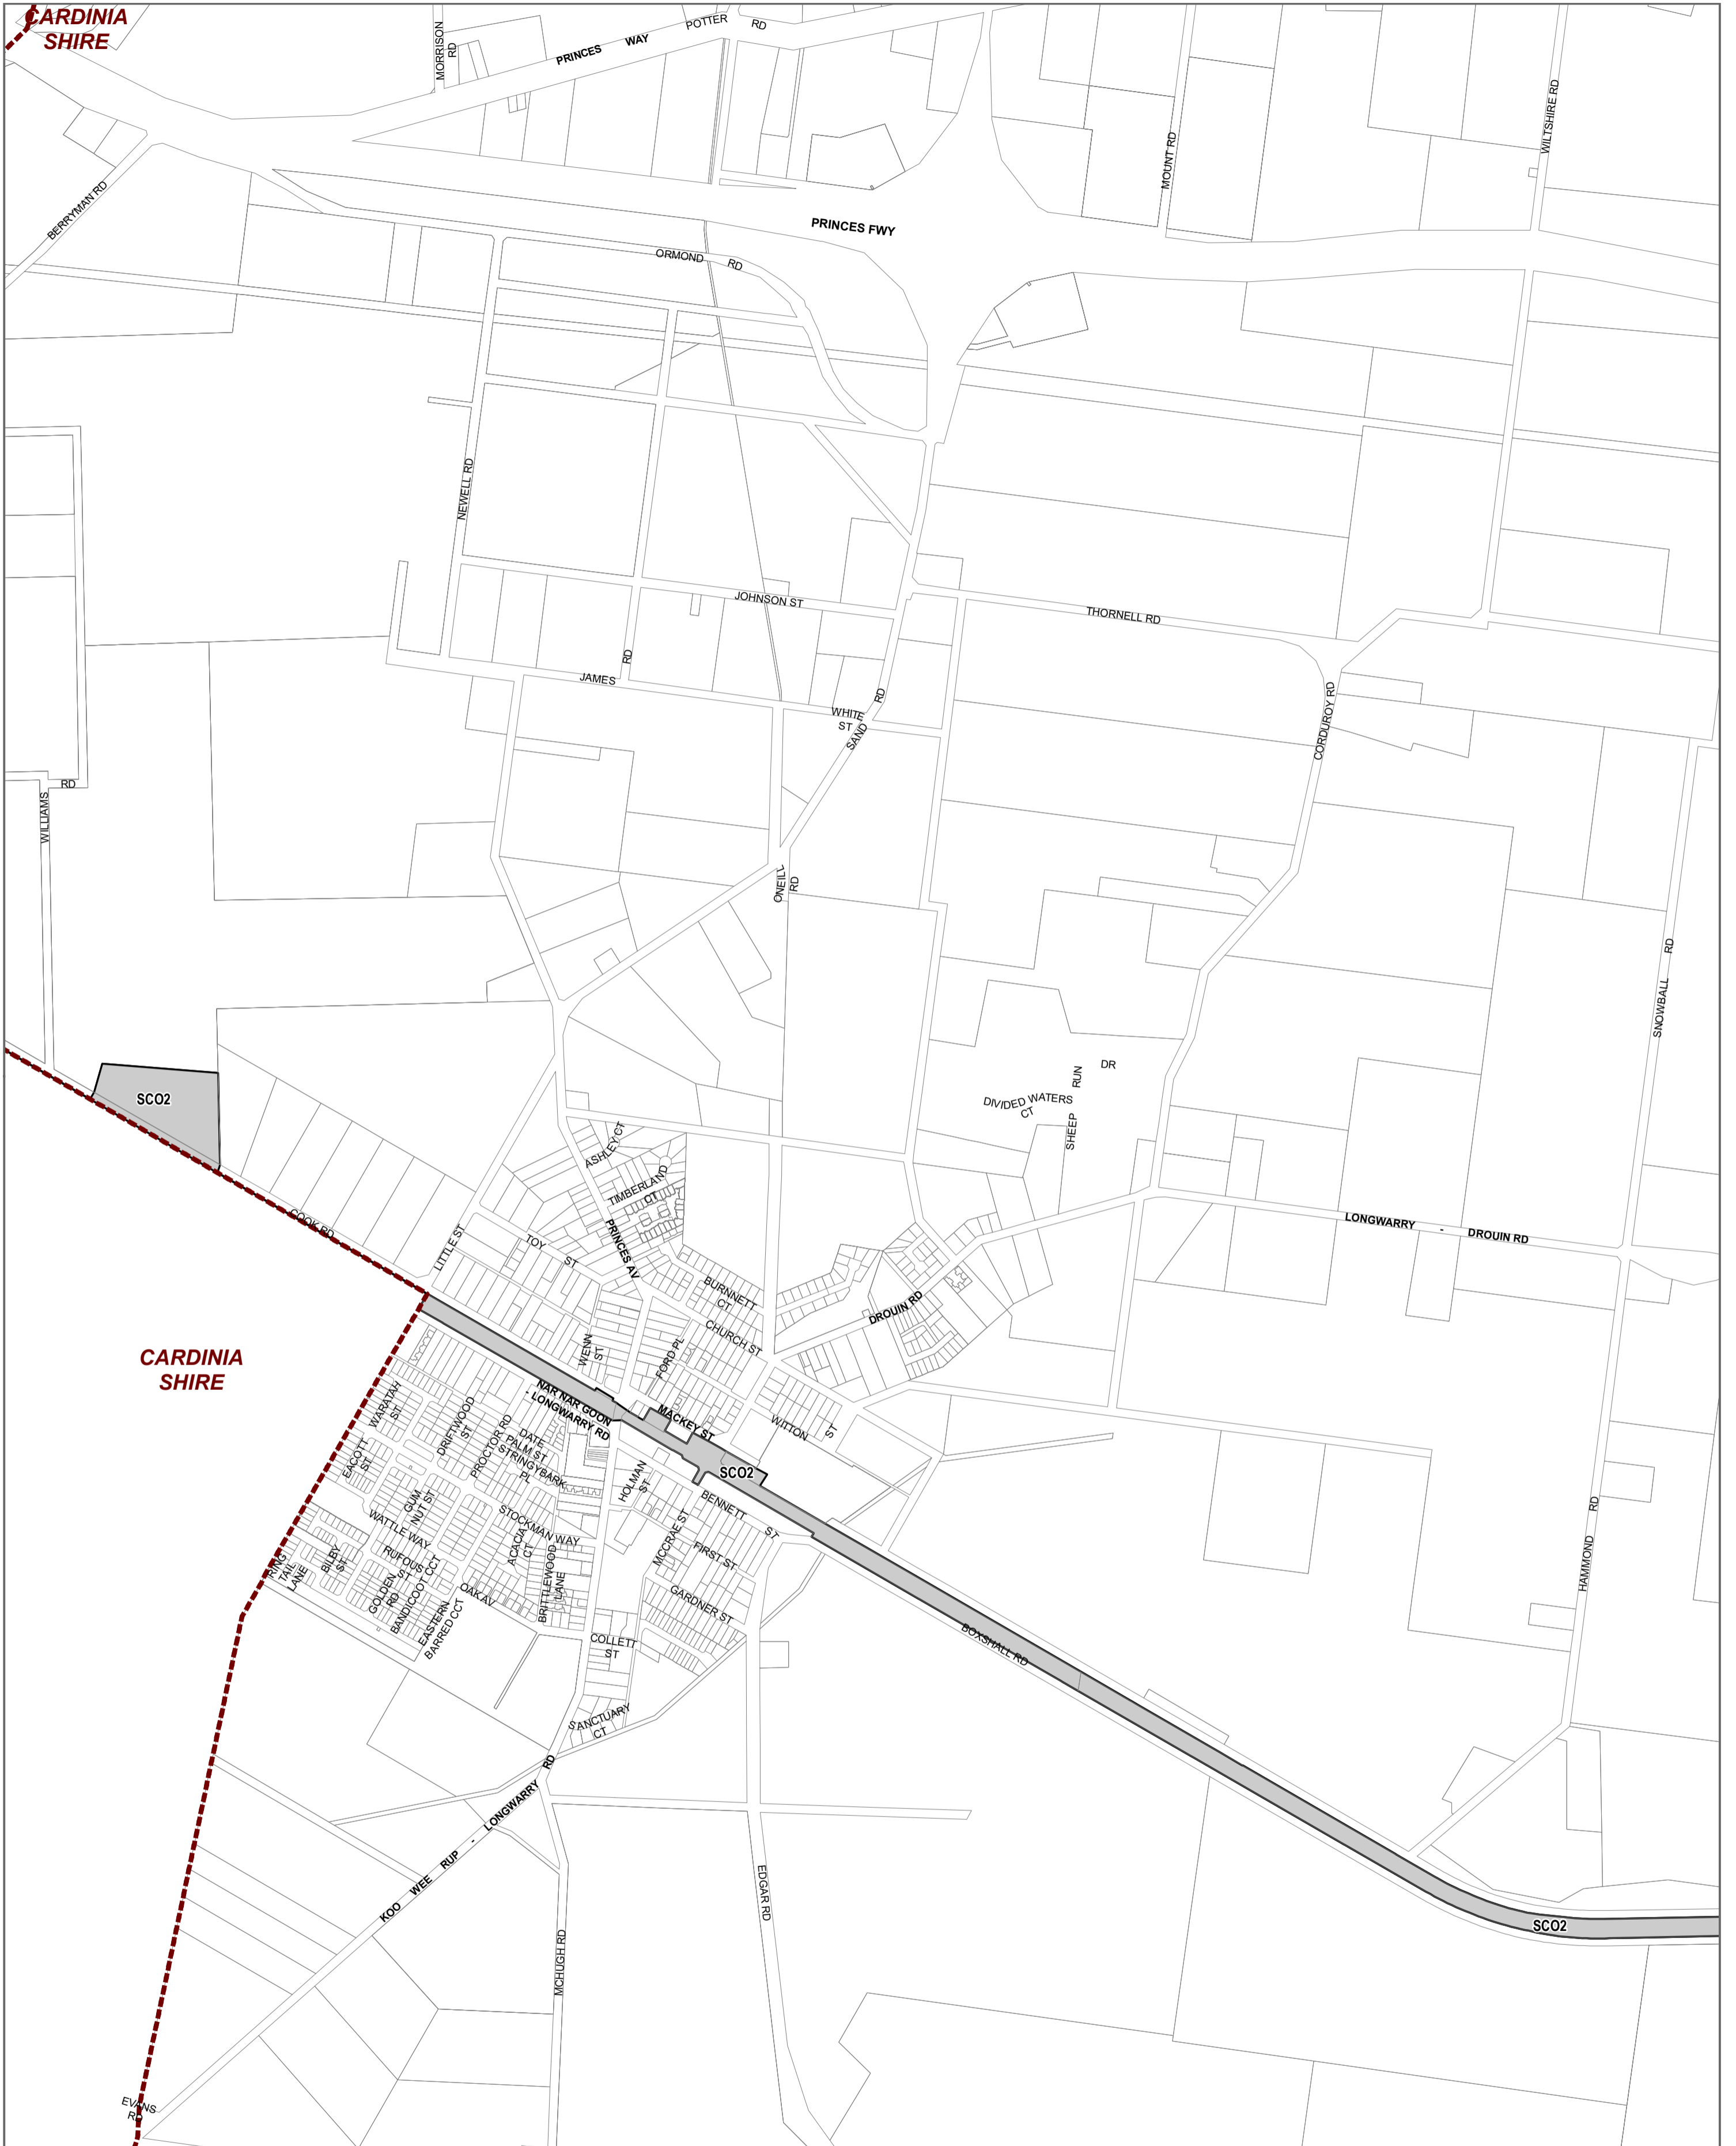 CARDINIA
SHIRE
MORRISON
RD
PRINCES WAY
POTTER RD
WILTSHIRE RD
MOUNT RD
BERRYMAN RD
PRINCES FWY
ORMOND RD
NEWELL RD
JOHNSON ST
THORNELL RD
JAMES RD
WHITE
ST
SAND RD
CORDUROY RD
WILLIAMS RD
ONEILL
RD
SNOWBALL RD
SCO2
DIVIDED WATERS
CT
SHEEP RUN DR
ASHLEY CT
TIMBERLAND
CT
COOK RD
LITTLE ST
TOY ST
PRINCES AV
LONGWARRY - DROUIN RD
BURNNETT
CT
DROUIN RD
CHURCH ST
WENN
ST
FORD PL
CARDINIA
SHIRE
NAR NAR GOON
- LONGWARRY RD
MACKEY ST
WITTON ST
WARATAH
ST
DRIFTWOOD
ST
PROCTOR RD
DATE
PALM ST
STRINGYBARK
PL
EACOTT
ST
HOLMAN
ST
SCO2
BENNETT ST
GUM
NUT ST
STOCKMAN WAY
WATTLE WAY
ACACIA
CT
MCCRAE ST
FIRST ST
RUFOUS
ST
BILBY
ST
RING
TAIL
LANE
GOLDEN
RD
BANDICOOT CCT
EASTERN
BARRED CCT
OAK AV
BRITTLEWOOD
LANE
GARDNER ST
HAMMOND RD
COLLETT
ST
BOXSHALL RD
SANCTUARY
CT
KOO WEE RUP - LONGWARRY RD
EDGAR RD
MCHUGH RD
SCO2
EVANS
RD